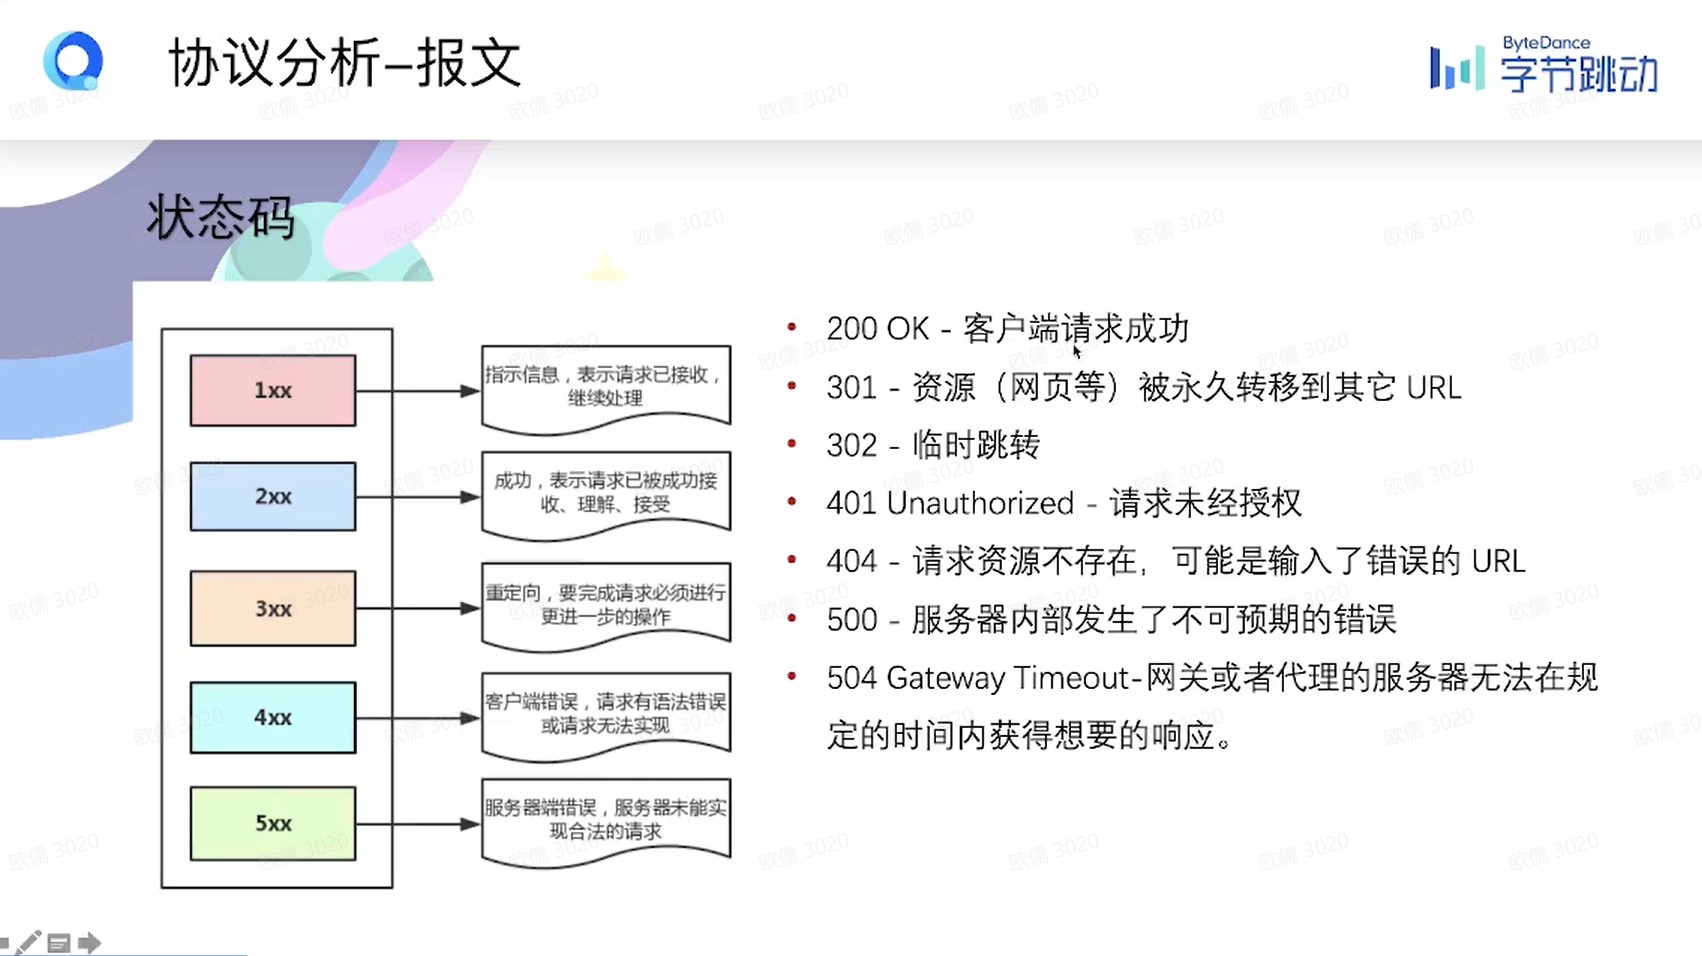 协议分析-报文
ByteDance
字节跳动
状态码
1xx
指示信息，表示请求已接收，
继续处理
2xx
成功，表示请求已被成功接
收、理解、接受
3xx
重定向，要完成请求必须进行
更进一步的操作
4xx
客户端错误，请求有语法错误
或请求无法实现
5xx
服务器端错误，服务器未能实
现合法的请求
• 200 OK - 客户端请求成功
• 301 - 资源（网页等）被永久转移到其它 URL
• 302 - 临时跳转
• 401 Unauthorized - 请求未经授权
• 404 - 请求资源不存在，可能是输入了错误的 URL
• 500 - 服务器内部发生了不可预期的错误
• 504 Gateway Timeout-网关或者代理的服务器无法在规
定的时间内获得想要的响应。
欧儒 3020